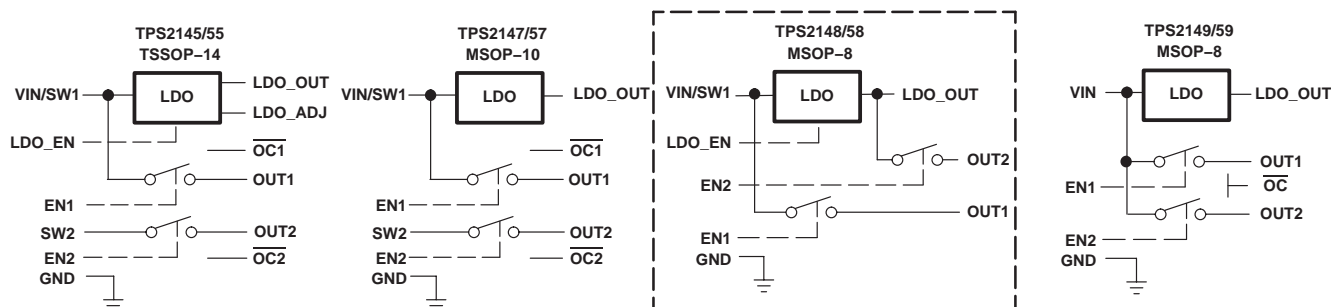 TPS2145/55
TSSOP–14
VIN/SW1
LDO
LDO_OUT
LDO_ADJ
LDO_EN
OC1
OUT1
EN1
SW2
OUT2
EN2
OC2
GND
TPS2147/57
MSOP–10
VIN/SW1
LDO
LDO_OUT
OC1
OUT1
EN1
SW2
OUT2
EN2
OC2
GND
TPS2148/58
MSOP–8
VIN/SW1
LDO
LDO_OUT
LDO_EN
OUT2
EN2
OUT1
EN1
GND
TPS2149/59
MSOP–8
VIN
LDO
LDO_OUT
OUT1
OC
EN1
OUT2
EN2
GND